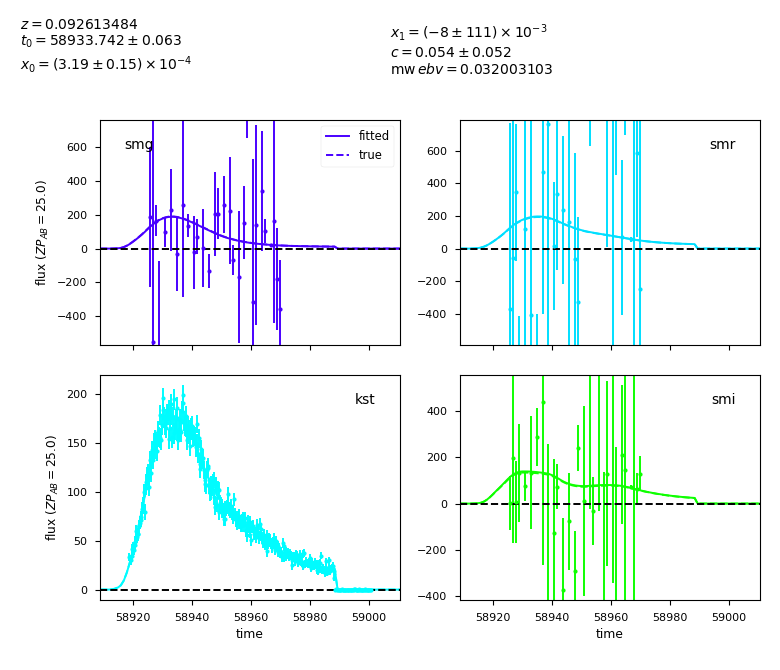 z = 0.092613484
t₀ = 58933.742 ± 0.063
x₀ = (3.19 ± 0.15) × 10⁻⁴
x₁ = (−8 ± 111) × 10⁻³
c = 0.054 ± 0.052
mw ebv = 0.032003103
smg
fitted
true
600
400
200
0
−200
−400
flux (ZP_AB = 25.0)
smr
600
400
200
0
−200
−400
kst
200
150
100
50
0
flux (ZP_AB = 25.0)
58920 58940 58960 58980 59000
time
smi
400
200
0
−200
−400
58920 58940 58960 58980 59000
time